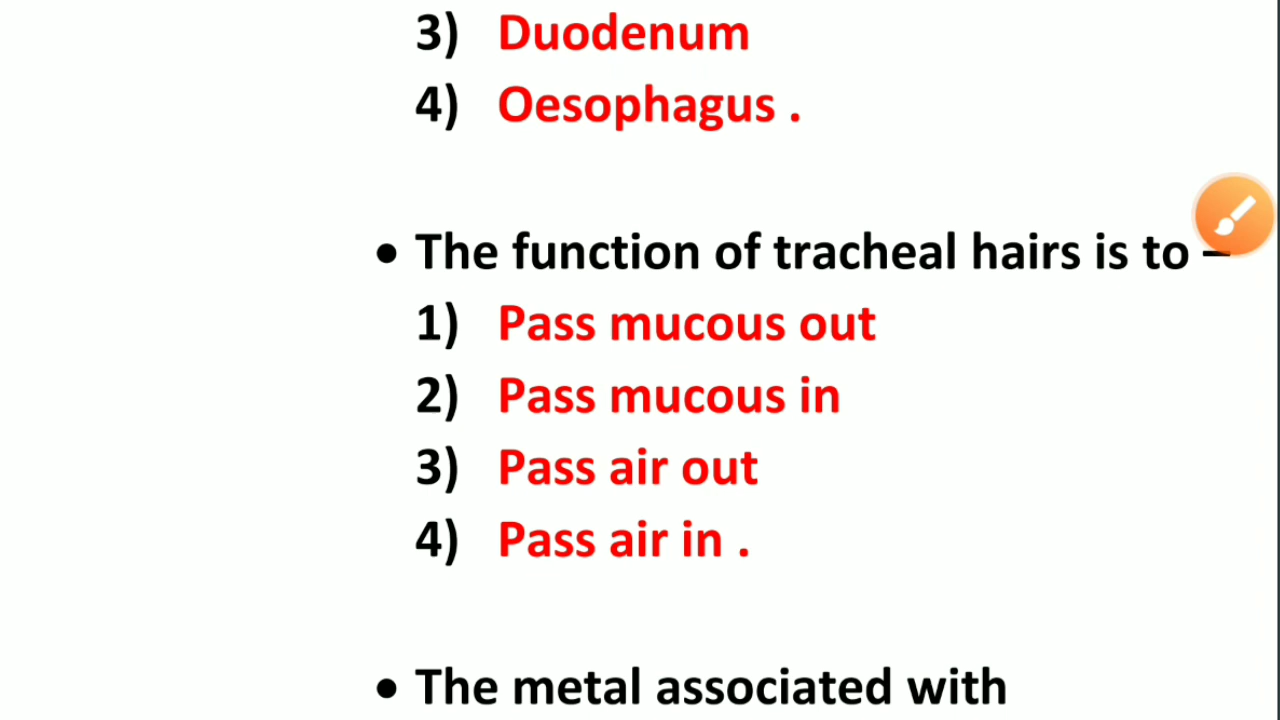 3) Duodenum
4) Oesophagus .
• The function of tracheal hairs is to –
1) Pass mucous out
2) Pass mucous in
3) Pass air out
4) Pass air in .
• The metal associated with